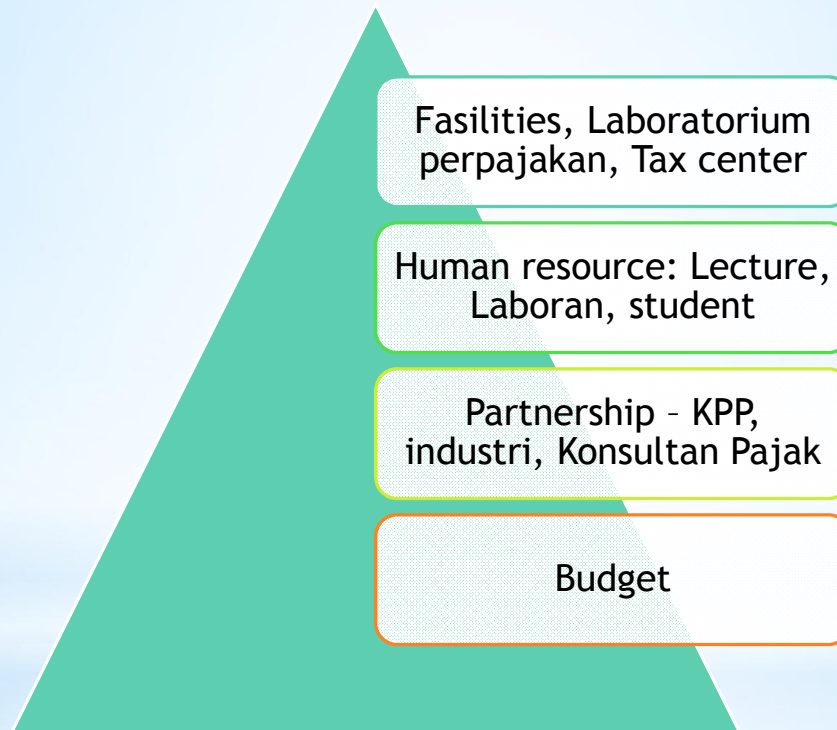 Fasilities, Laboratorium
perpajakan, Tax center
Human resource: Lecture,
Laboran, student
Partnership – KPP,
industri, Konsultan Pajak
Budget